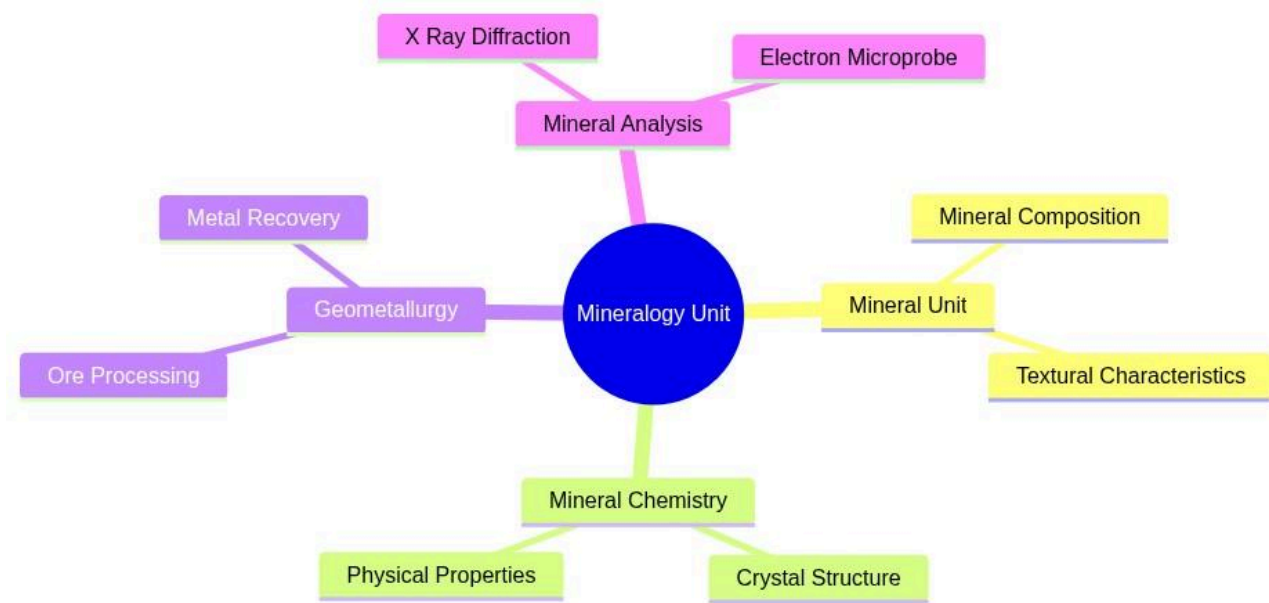 X Ray Diffraction
Electron Microprobe
Mineral Analysis
Metal Recovery
Mineral Composition
Geometallurgy
Mineralogy Unit
Mineral Unit
Ore Processing
Textural Characteristics
Mineral Chemistry
Physical Properties
Crystal Structure